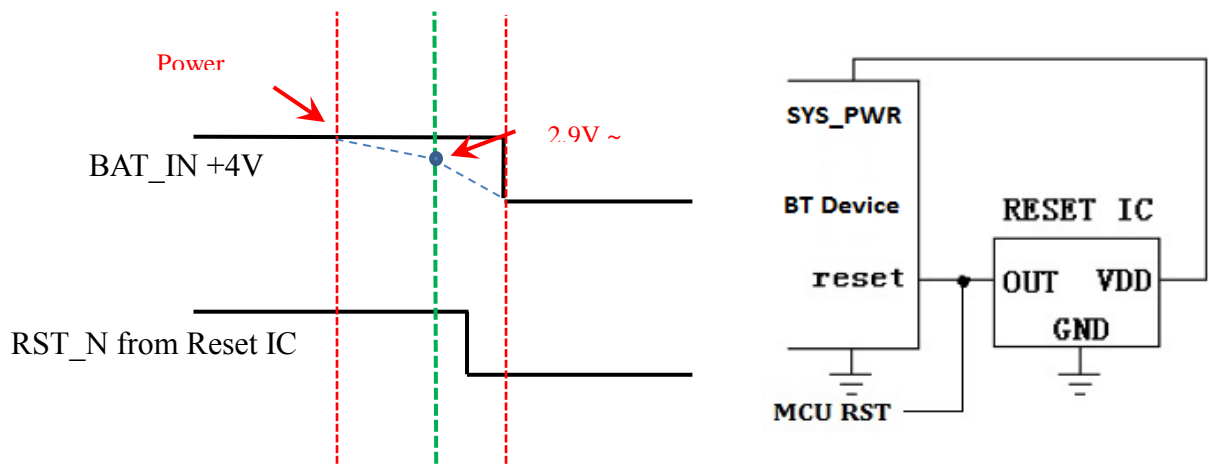 Power
2.9V ~
BAT_IN +4V
RST_N from Reset IC
SYS_PWR
BT Device
reset
RESET IC
OUT VDD
GND
MCU RST